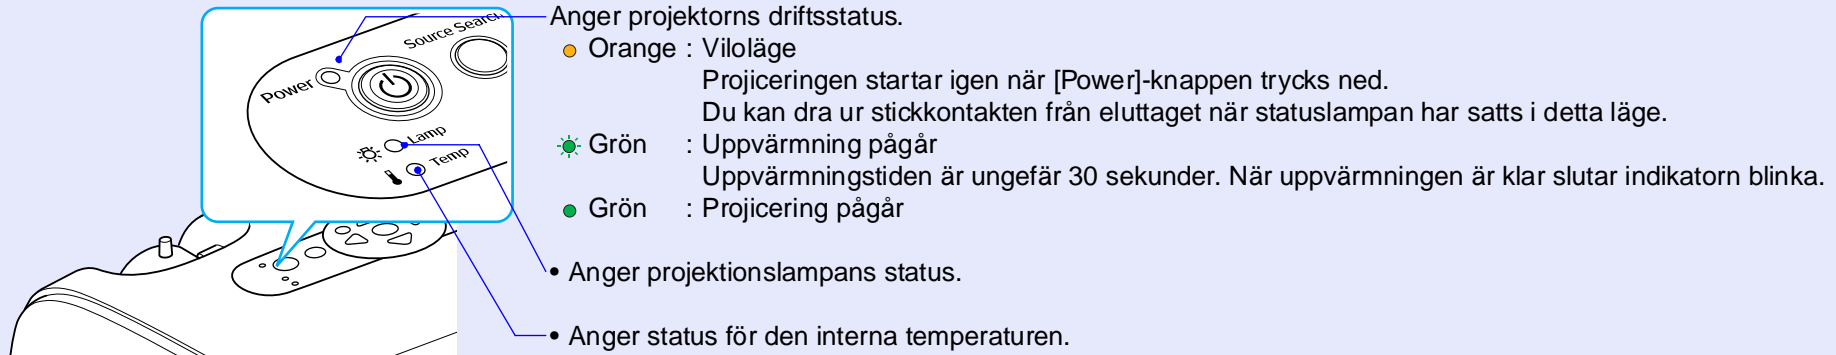 Anger projektorns driftsstatus.
Orange : Viloläge
Projiceringen startar igen när [Power]-knappen trycks ned.
Du kan dra ur stickkontakten från eluttaget när statuslampan har satts i detta läge.
Grön : Uppvärmning pågår
Uppvärmningstiden är ungefär 30 sekunder. När uppvärmningen är klar slutar indikatorn blinka.
Grön : Projicering pågår
• Anger projektionslampans status.
• Anger status för den interna temperaturen.
Source Search
Power
Lamp
Temp